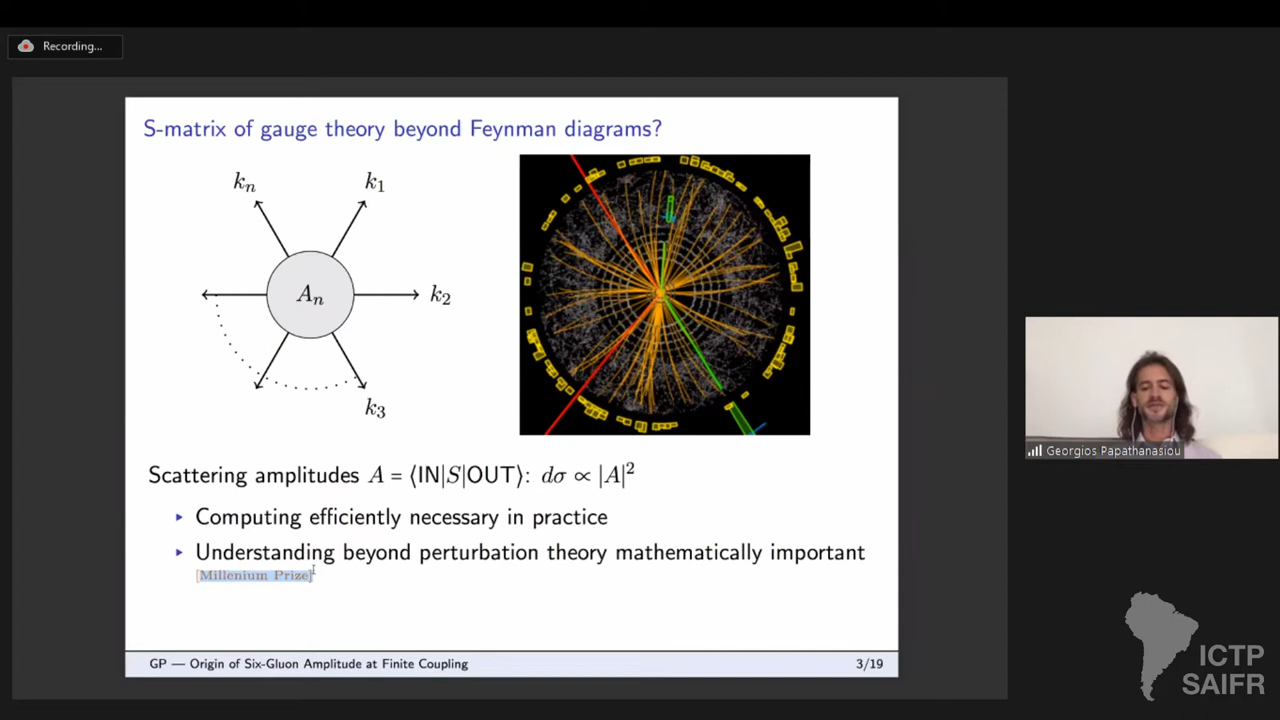 Recording...
S-matrix of gauge theory beyond Feynman diagrams?
kₙ
k₁
Aₙ
k₂
k₃
Scattering amplitudes A = ⟨IN|S|OUT⟩: dσ ∝ |A|²
▸ Computing efficiently necessary in practice
▸ Understanding beyond perturbation theory mathematically important
[Millenium Prize]
GP — Origin of Six-Gluon Amplitude at Finite Coupling
3/19
Georgios Papathanasiou
ICTP
SAIFR